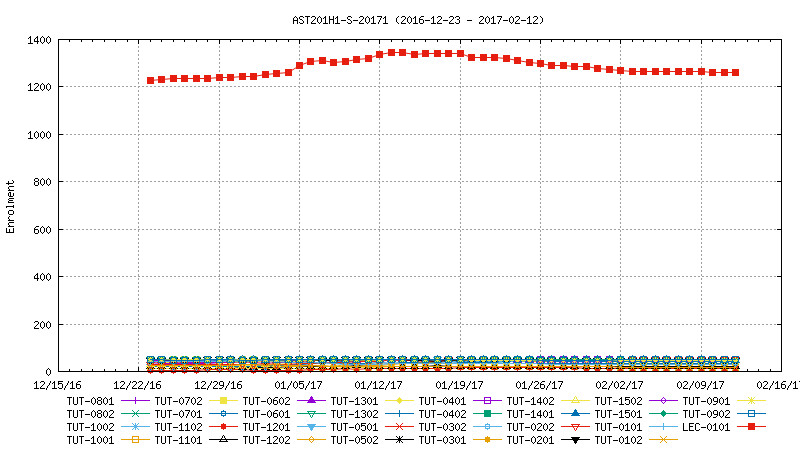 AST201H1-S-20171 (2016-12-23 - 2017-02-12)
1400
1200
1000
800
600
400
200
0
Enrolment
12/15/16 12/22/16 12/29/16 01/05/17 01/12/17 01/19/17 01/26/17 02/02/17 02/09/17 02/16/17
TUT-0801 TUT-0702 TUT-0602 TUT-1301 TUT-0401 TUT-1402 TUT-1502 TUT-0901
TUT-0802 TUT-0701 TUT-0601 TUT-1302 TUT-0402 TUT-1401 TUT-1501 TUT-0902
TUT-1002 TUT-1102 TUT-1201 TUT-0501 TUT-0302 TUT-0202 TUT-0101 LEC-0101
TUT-1001 TUT-1101 TUT-1202 TUT-0502 TUT-0301 TUT-0201 TUT-0102